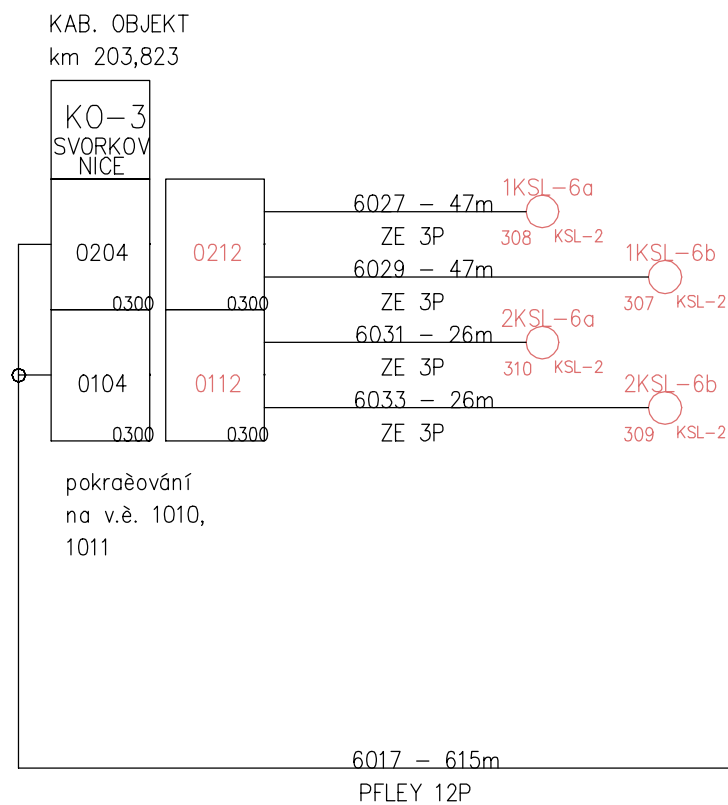 KAB. OBJEKT
km 203,823
KO-3
SVORKOV
NICE
0204
0300
0212
0300
0104
0300
0112
0300
6027 - 47m
ZE 3P
1KSL-6a
308 KSL-2
6029 - 47m
ZE 3P
1KSL-6b
307 KSL-2
6031 - 26m
ZE 3P
2KSL-6a
310 KSL-2
6033 - 26m
ZE 3P
2KSL-6b
309 KSL-2
pokraèování
na v.è. 1010,
1011
6017 - 615m
PFLEY 12P